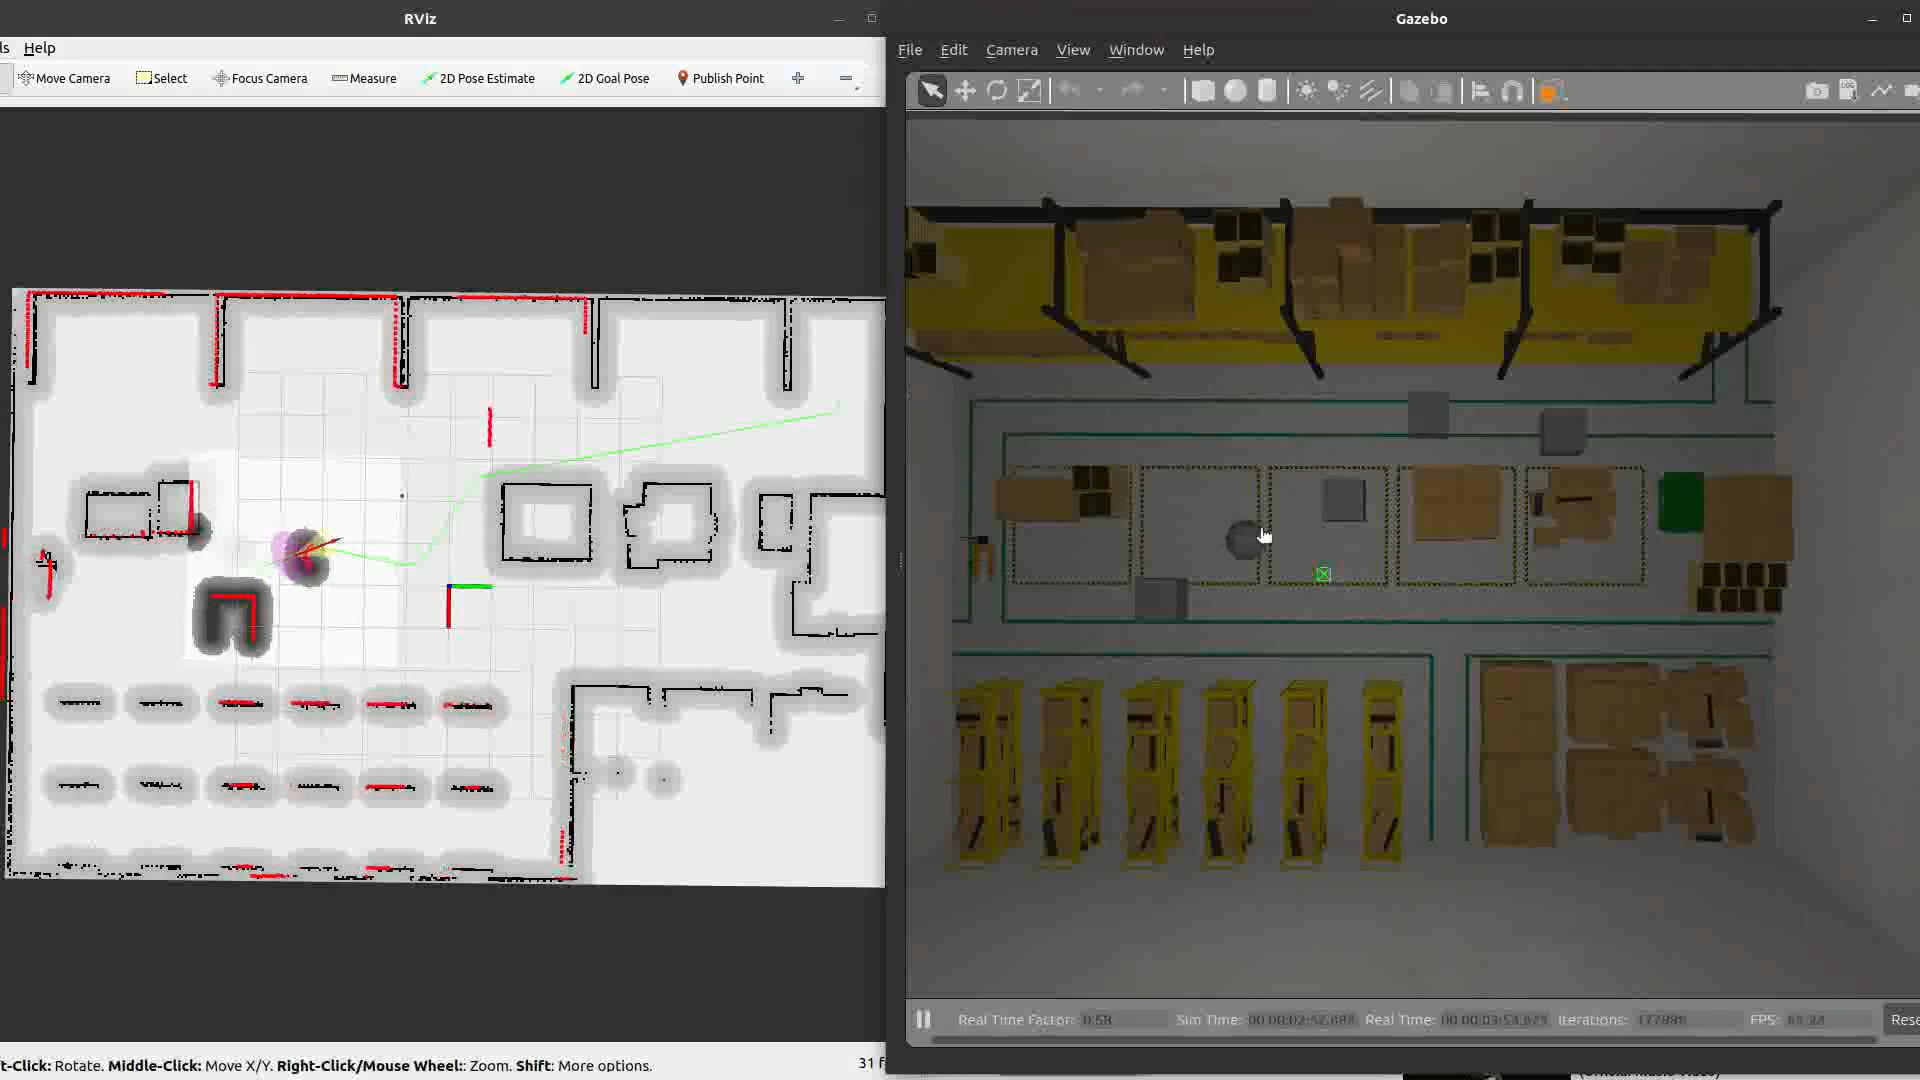 RViz
ls Help
Move Camera Select Focus Camera Measure 2D Pose Estimate 2D Goal Pose Publish Point
t-Click: Rotate. Middle-Click: Move X/Y. Right-Click/Mouse Wheel:: Zoom. Shift: More options.
31 f
Gazebo
File Edit Camera View Window Help
Real Time Factor: 0.58 Sim Time: Real Time: Iterations: FPS: Rese